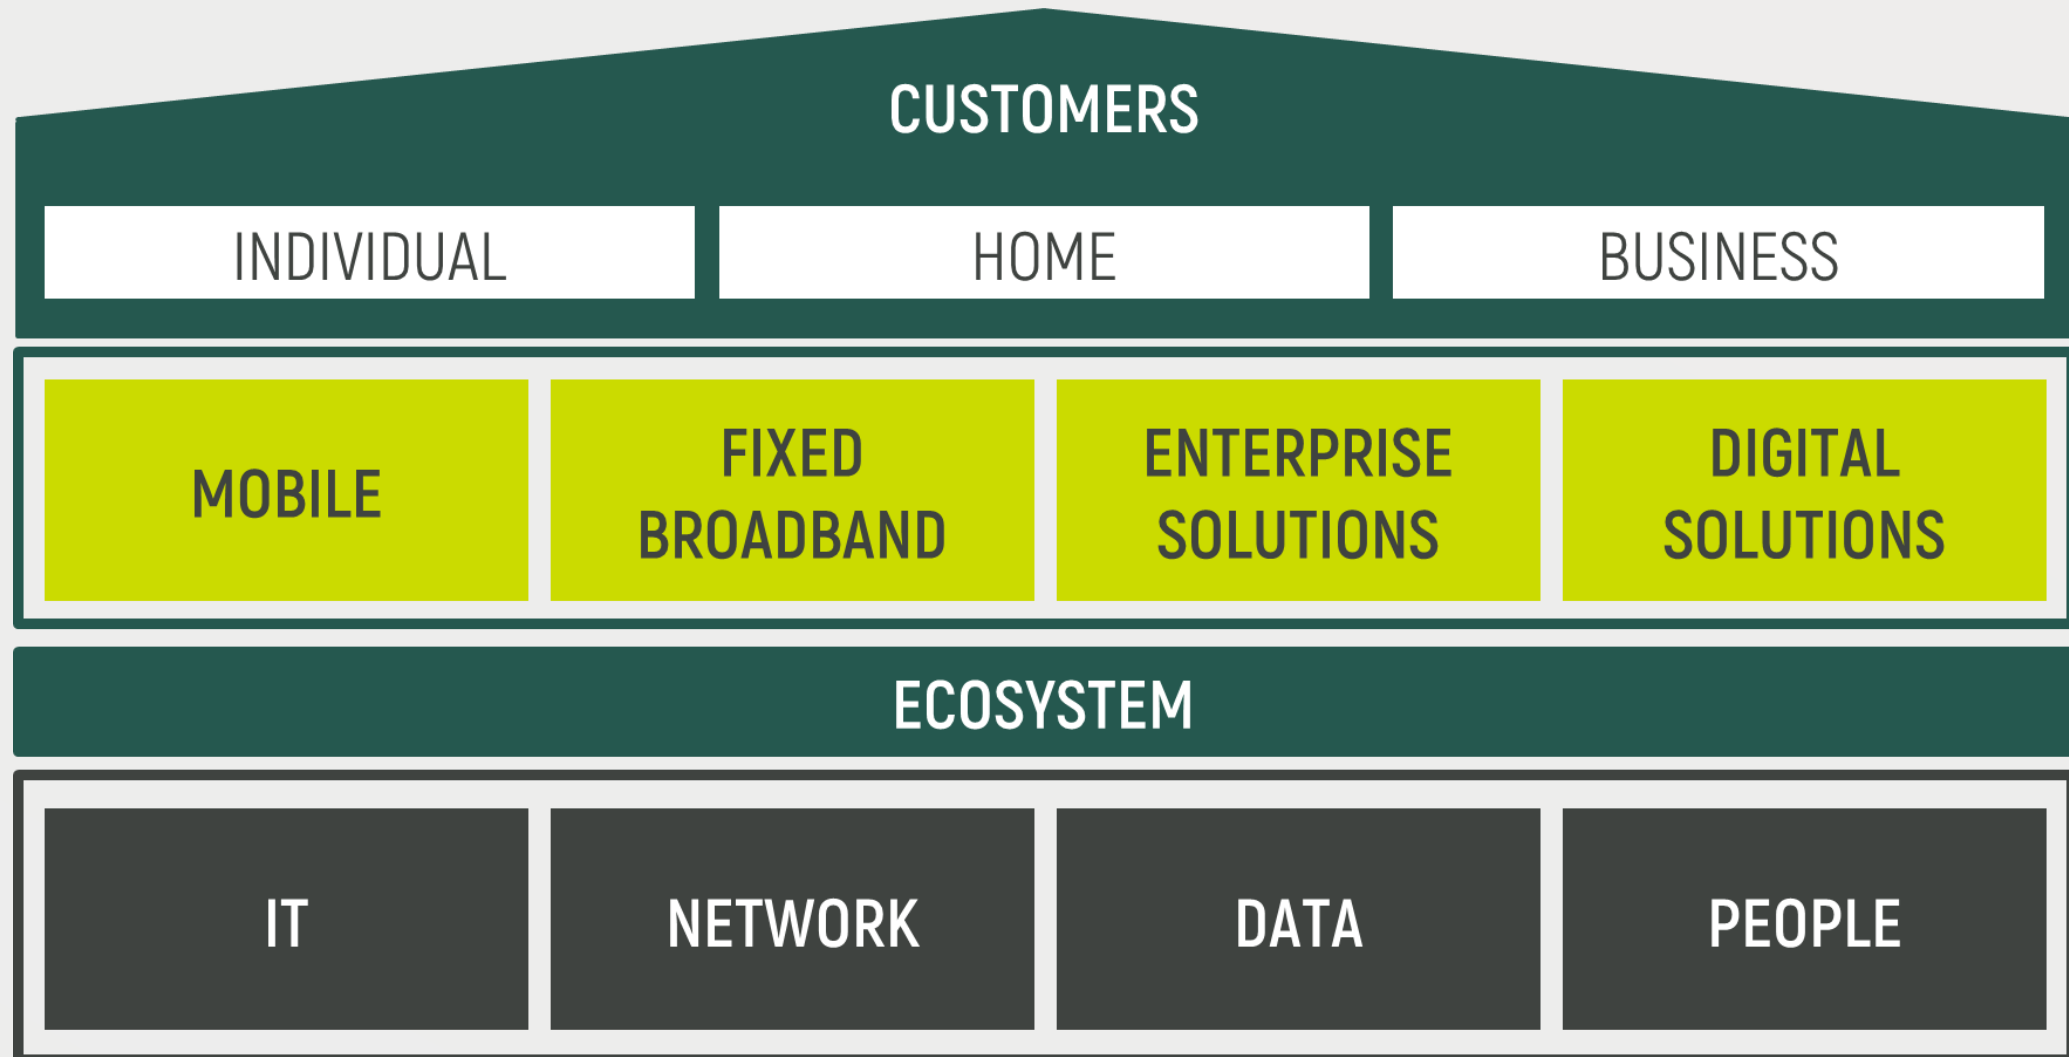 CUSTOMERS
INDIVIDUAL
HOME
BUSINESS
MOBILE
FIXED
BROADBAND
ENTERPRISE
SOLUTIONS
DIGITAL
SOLUTIONS
ECOSYSTEM
IT
NETWORK
DATA
PEOPLE